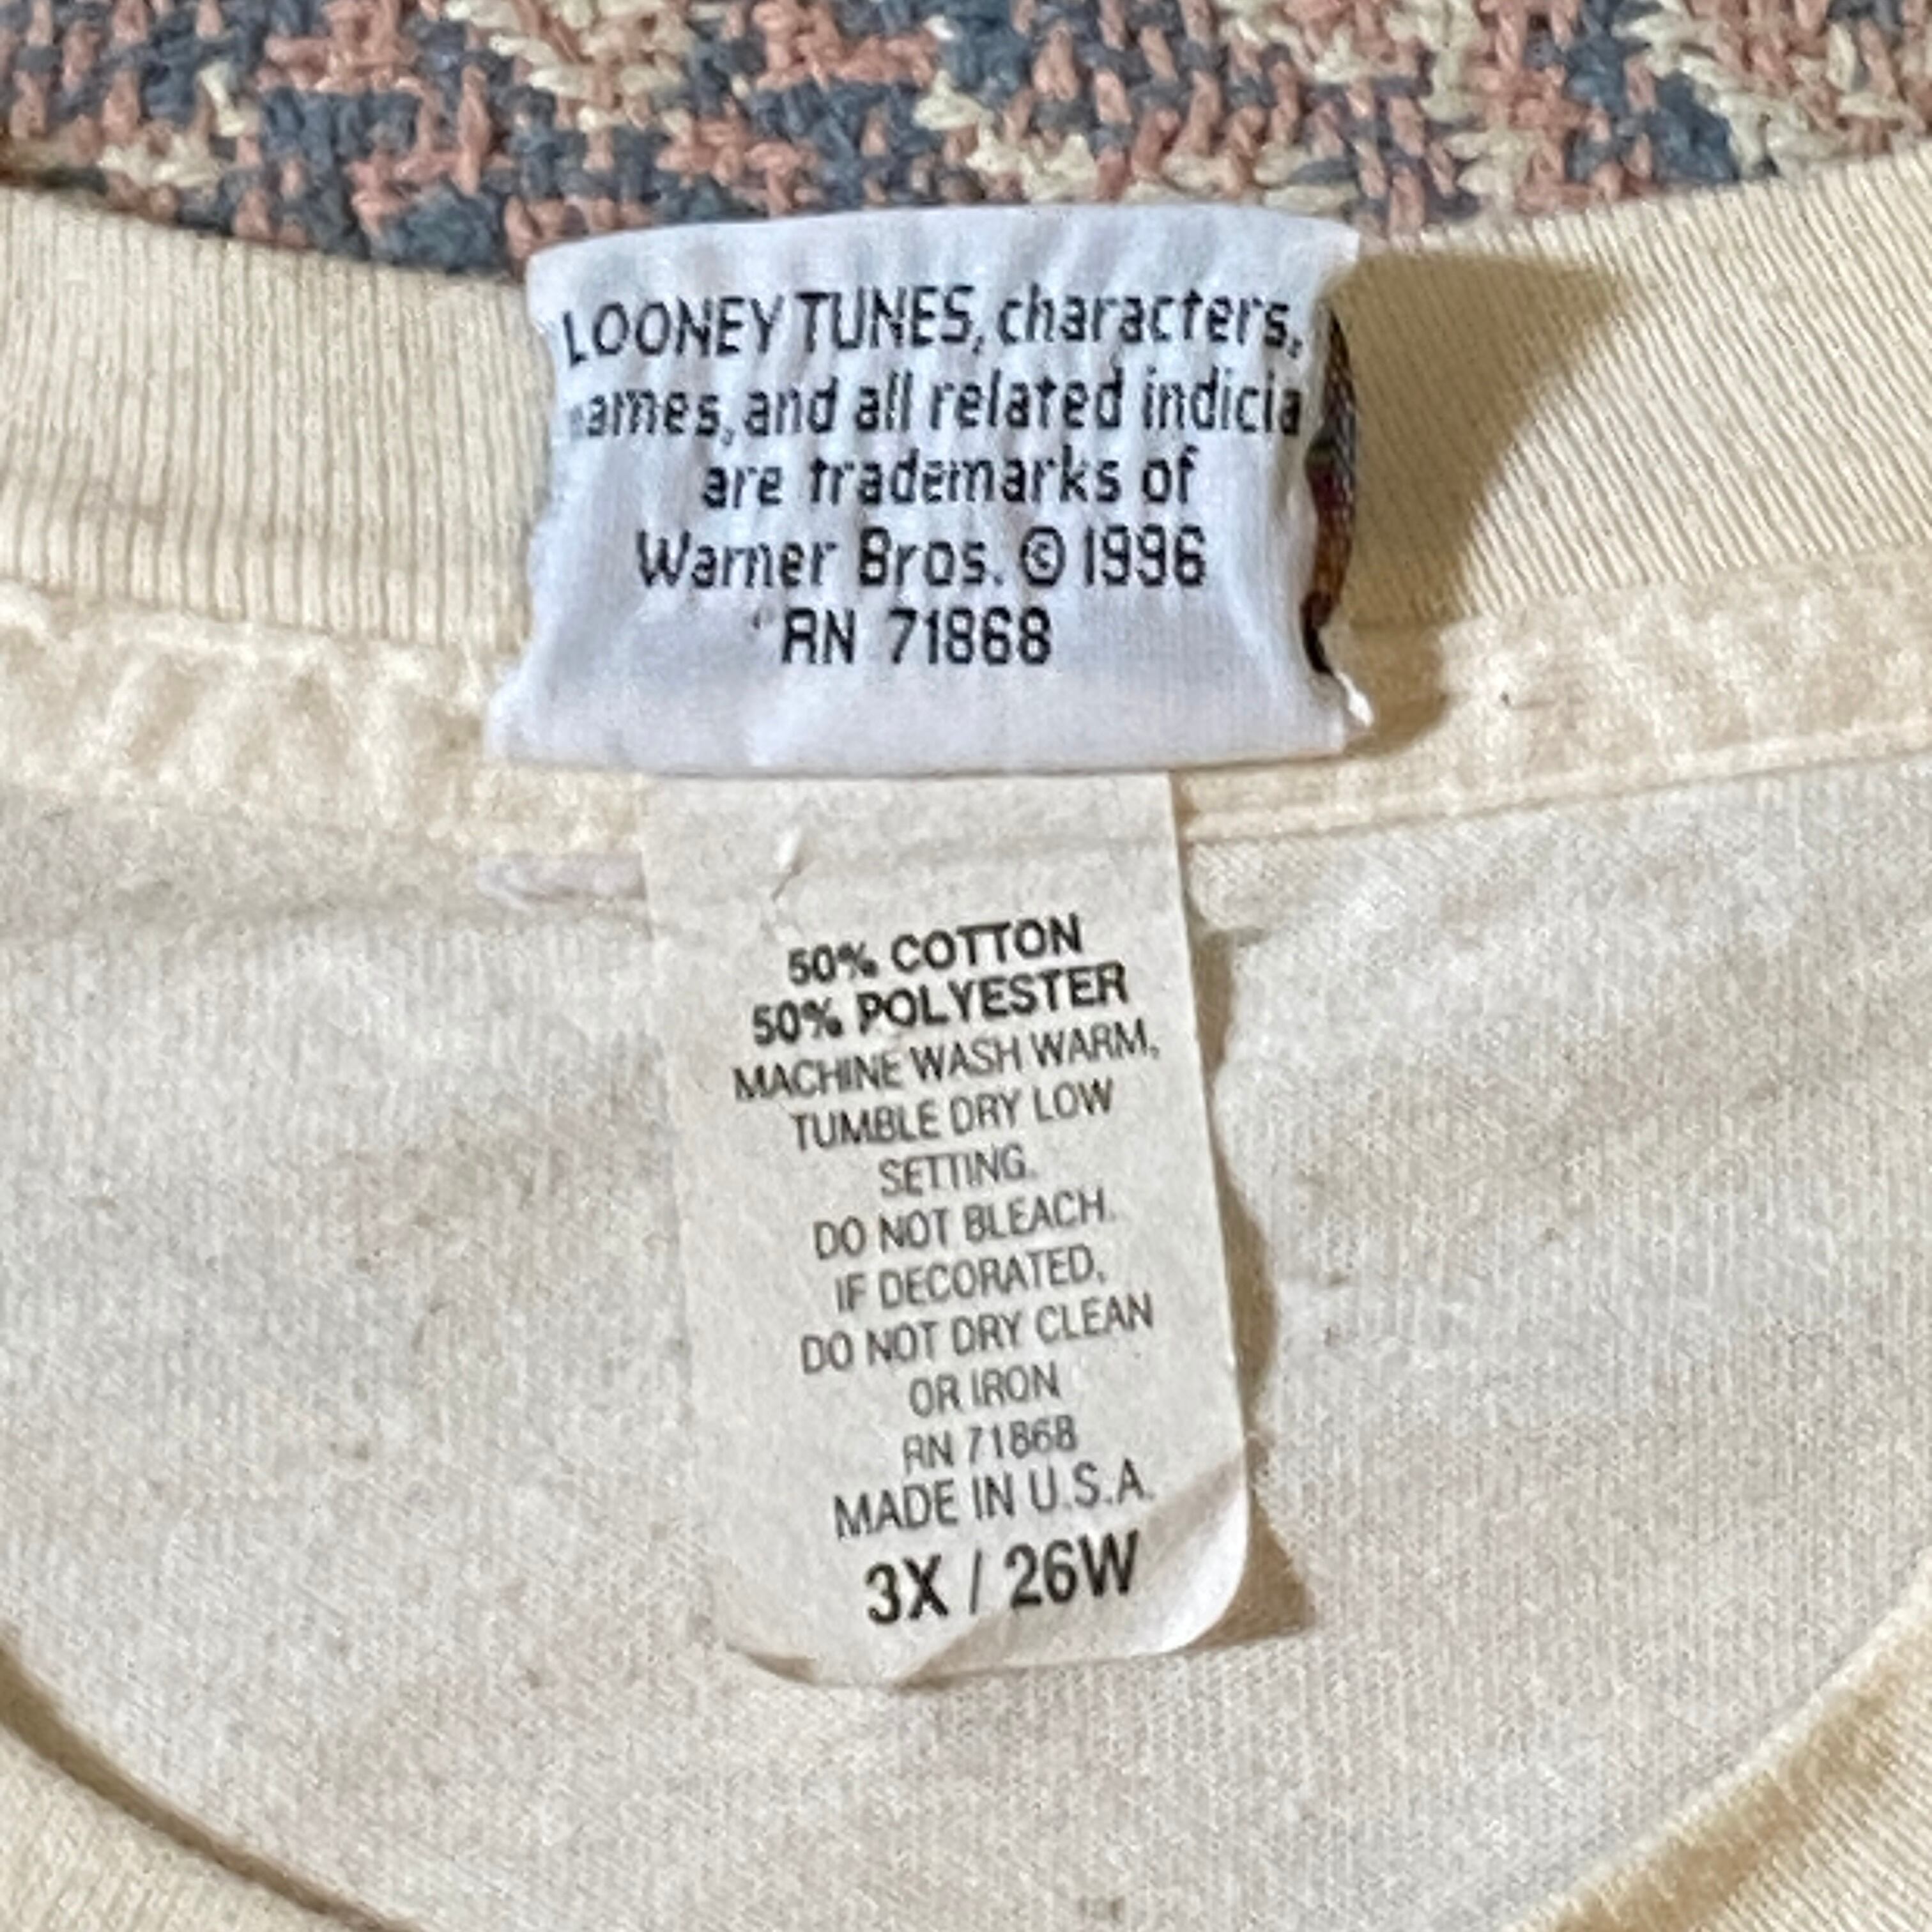 LOONEY TUNES, characters,
names, and all related indicia
are trademarks of
Warner Bros. © 1996
RN 71868
50% COTTON
50% POLYESTER
MACHINE WASH WARM,
TUMBLE DRY LOW
SETTING.
DO NOT BLEACH.
IF DECORATED,
DO NOT DRY CLEAN
OR IRON
RN 71868
MADE IN U.S.A.
3X / 26W